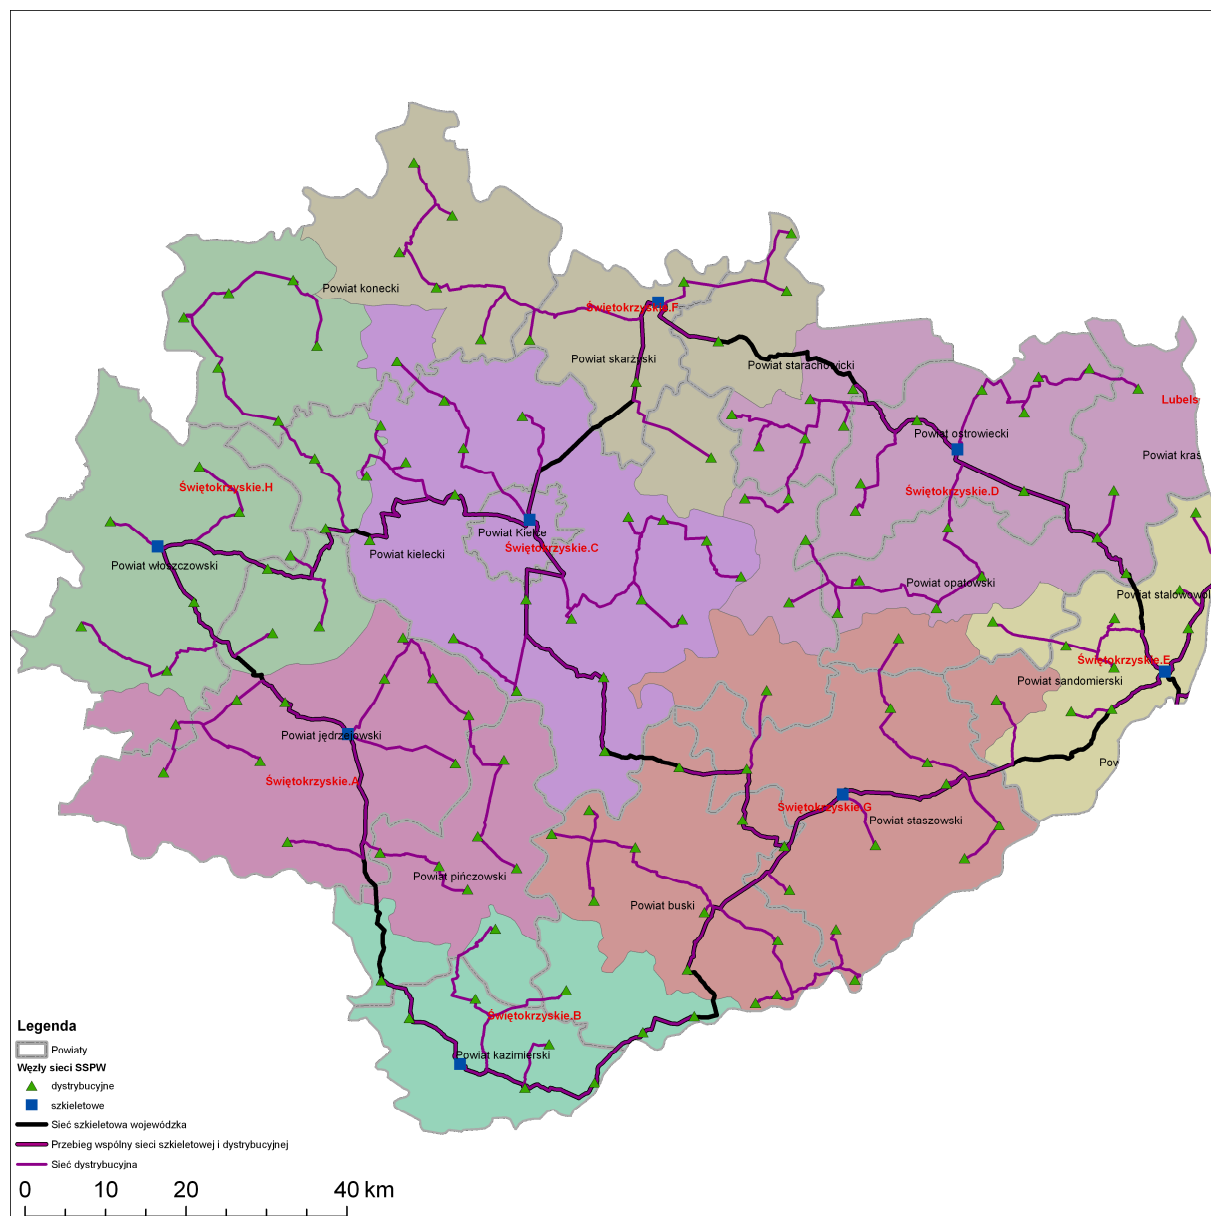 Powiat konecki
Świętokrzyskie.F
Powiat skarżyski
Powiat starachowicki
Lubels
Powiat ostrowiecki
Powiat kras
Świętokrzyskie.H
Świętokrzyskie.D
Powiat Kielce
Świętokrzyskie.C
Powiat kielecki
Powiat włoszczowski
Powiat opatowski
Powiat stalowowol
Świętokrzyskie.E
Powiat sandomierski
Powiat jędrzejowski
Pow
Świętokrzyskie.A
Świętokrzyskie.G
Powiat staszowski
Powiat pińczowski
Powiat buski
Świętokrzyskie.B
Powiat kazimierski
Legenda
Powiaty
Węzły sieci SSPW
dystrybucyjne
szkieletowe
Sieć szkieletowa wojewódzka
Przebieg wspólny sieci szkieletowej i dystrybucyjnej
Sieć dystrybucyjna
0 10 20 40 km